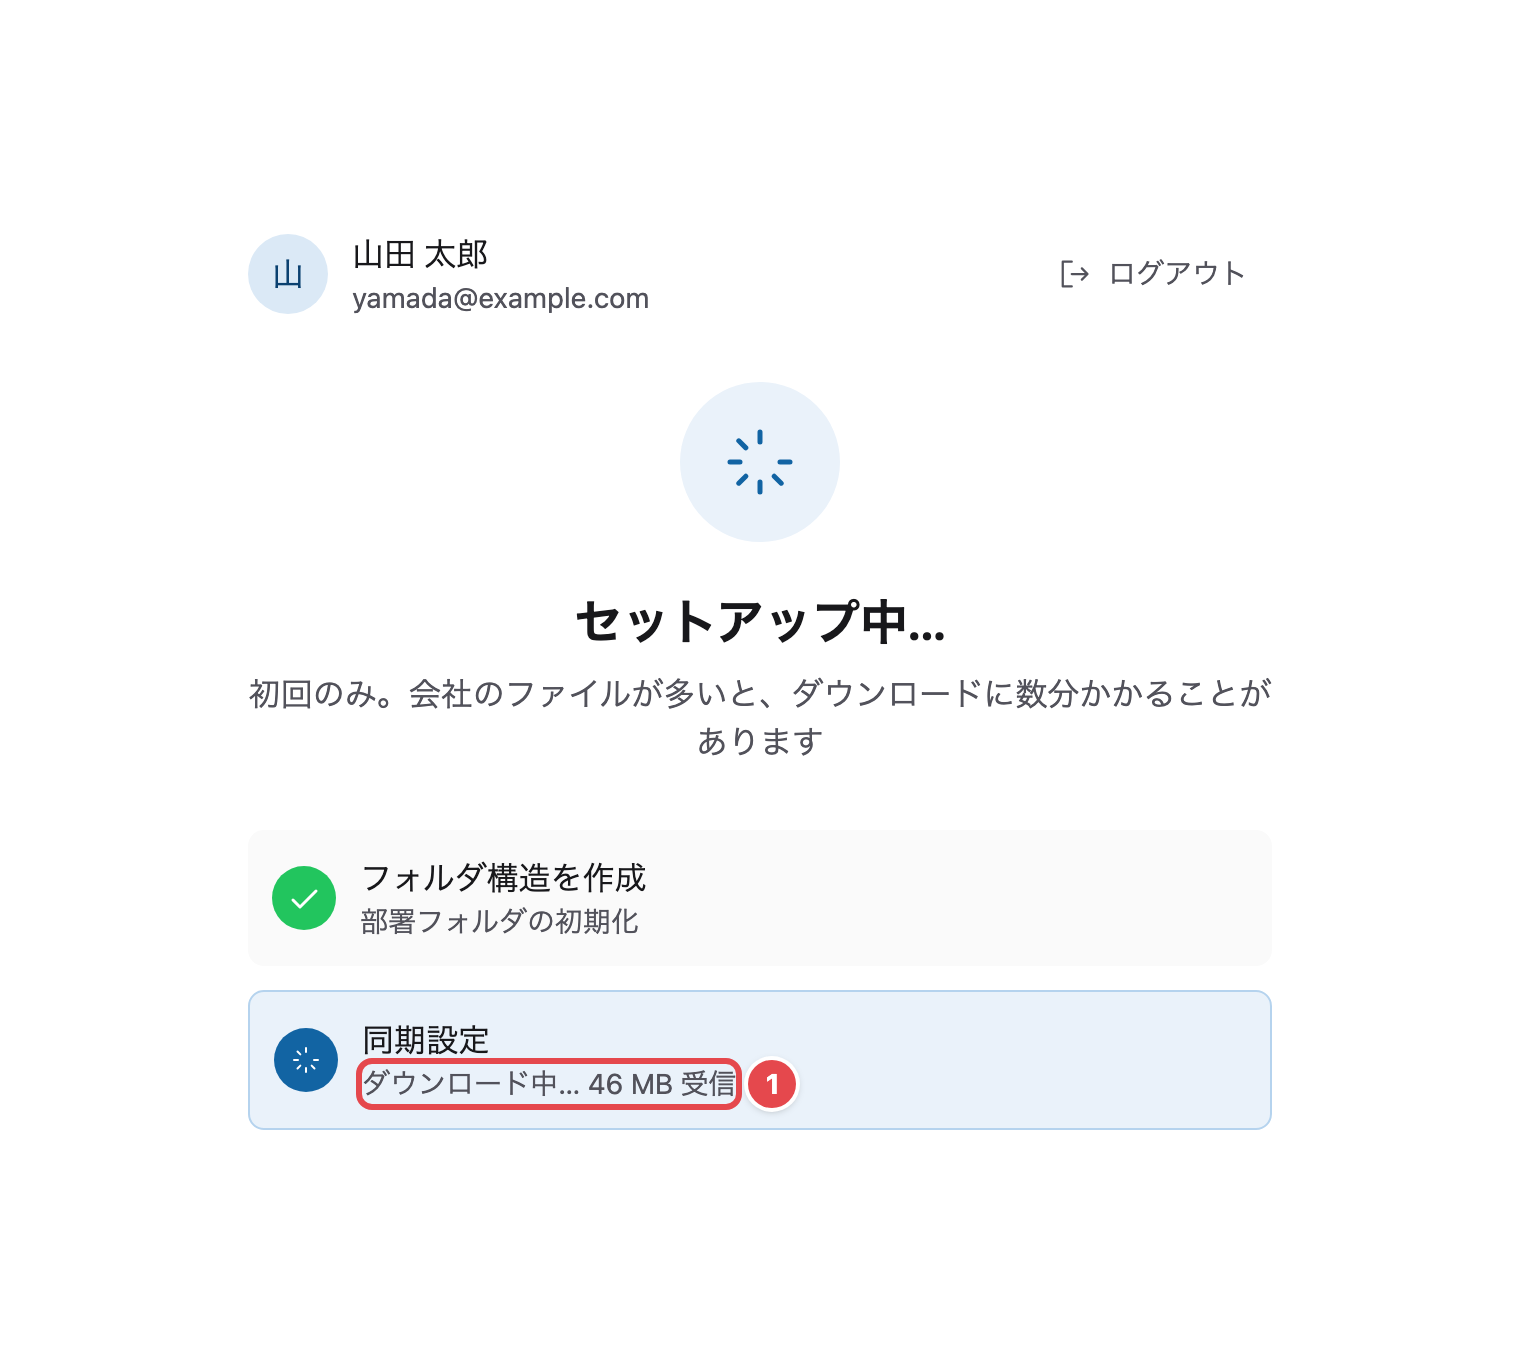 山
山田 太郎
yamada@example.com
ログアウト
セットアップ中...
初回のみ。会社のファイルが多いと、ダウンロードに数分かかることが
あります
フォルダ構造を作成
部署フォルダの初期化
同期設定
ダウンロード中... 46 MB 受信
1